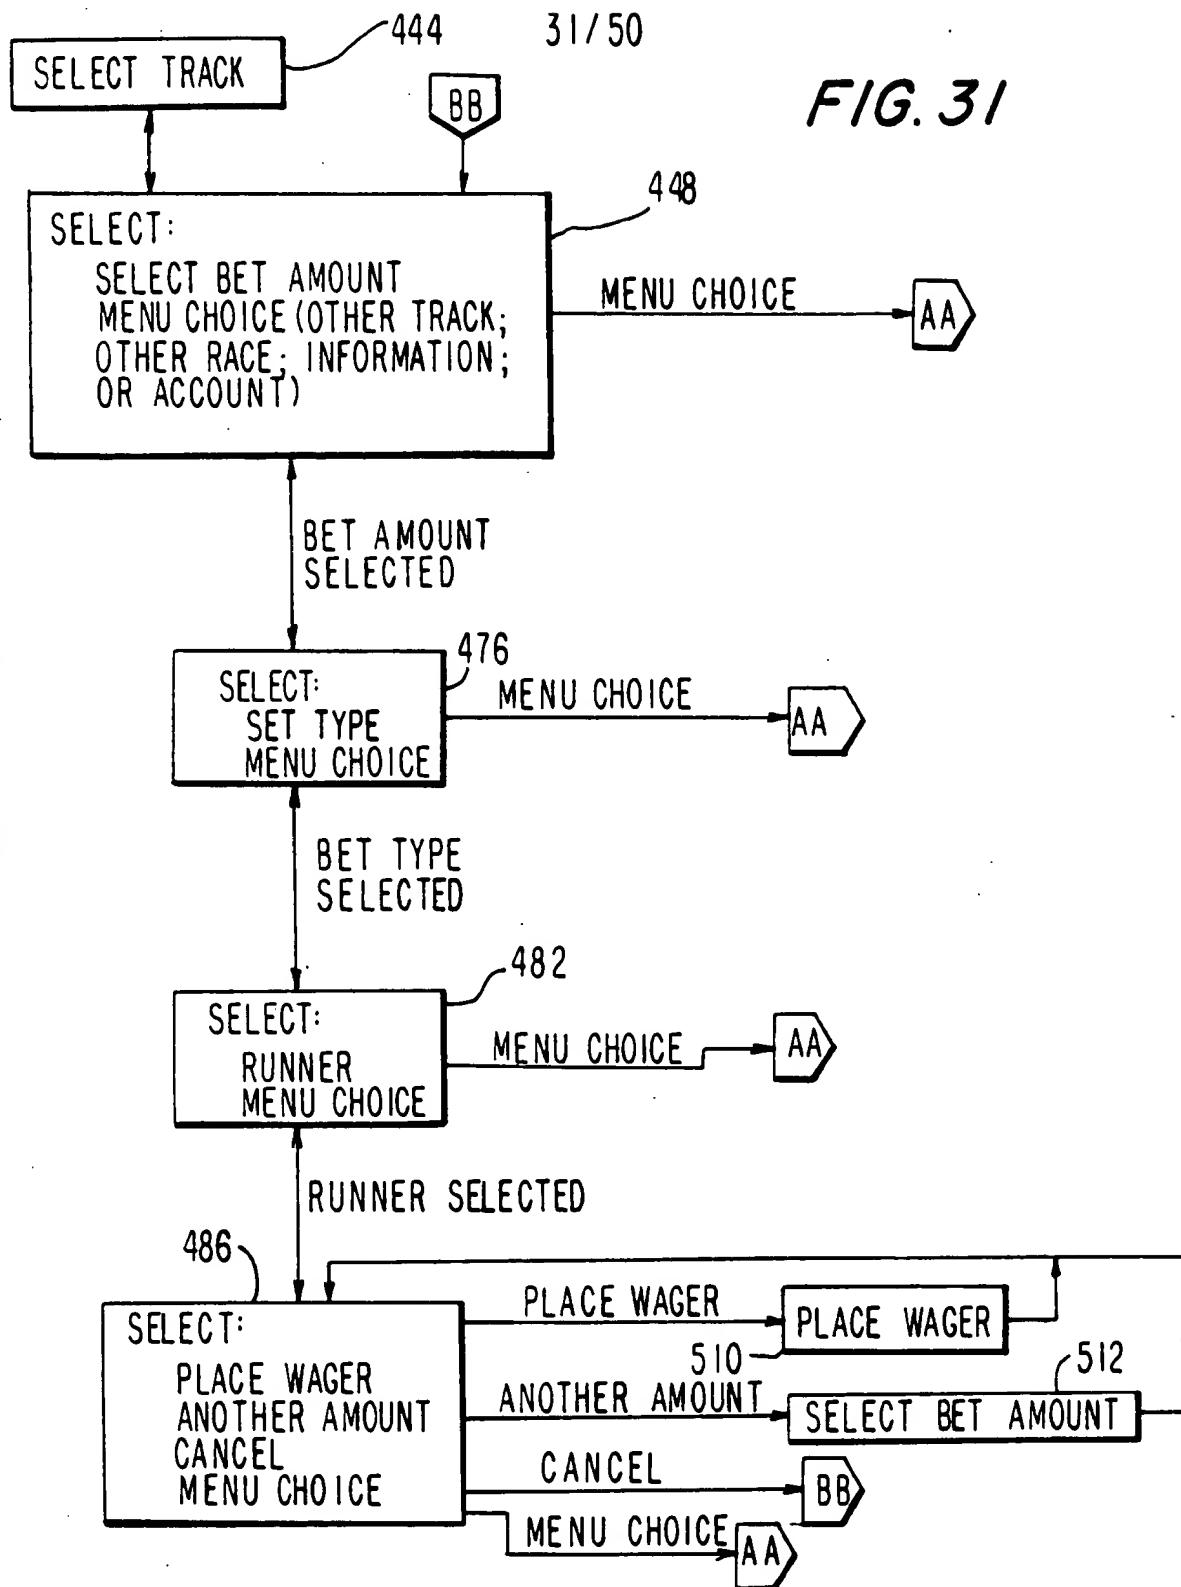 444
31/50
SELECT TRACK
BB
FIG. 31
448
SELECT:
SELECT BET AMOUNT
MENU CHOICE (OTHER TRACK;
OTHER RACE; INFORMATION;
OR ACCOUNT)
MENU CHOICE
AA
BET AMOUNT
SELECTED
476
SELECT:
SET TYPE
MENU CHOICE
MENU CHOICE
AA
BET TYPE
SELECTED
482
SELECT:
RUNNER
MENU CHOICE
MENU CHOICE
AA
RUNNER SELECTED
486
SELECT:
PLACE WAGER
ANOTHER AMOUNT
CANCEL
MENU CHOICE
PLACE WAGER
PLACE WAGER
510
512
ANOTHER AMOUNT
SELECT BET AMOUNT
CANCEL
BB
MENU CHOICE
AA